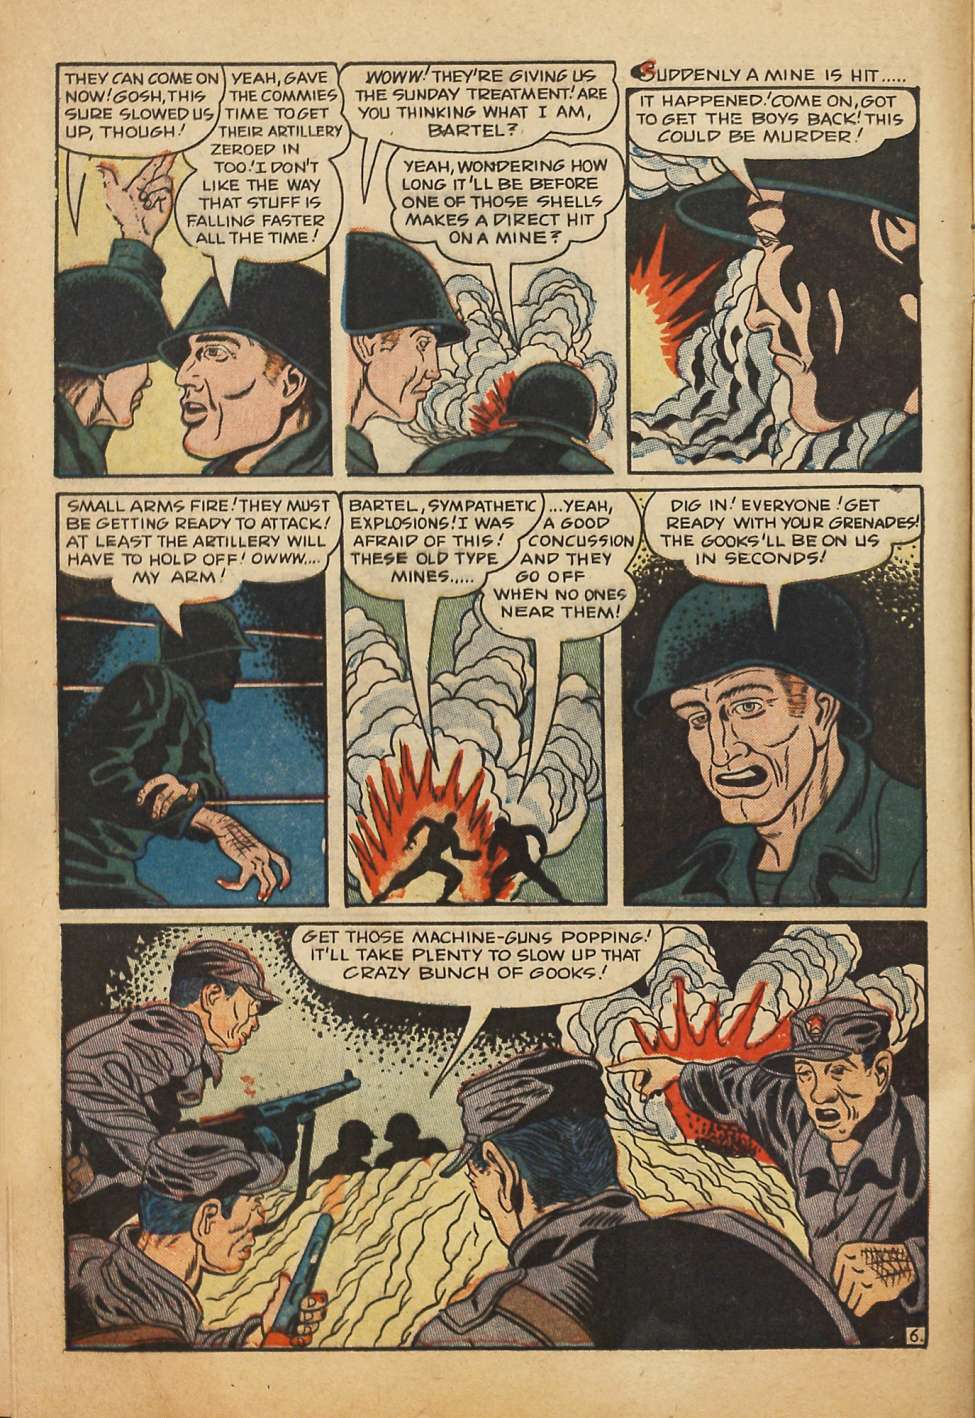 THEY CAN COME ON
NOW! GOSH, THIS
SURE SLOWED US
UP, THOUGH!
YEAH, GAVE
THE COMMIES
TIME TO GET
THEIR ARTILLERY
ZEROED IN
TOO! I DON'T
LIKE THE WAY
THAT STUFF IS
FALLING FASTER
ALL THE TIME!
WOWW! THEY'RE GIVING US
THE SUNDAY TREATMENT! ARE
YOU THINKING WHAT I AM,
BARTEL?
YEAH, WONDERING HOW
LONG IT'LL BE BEFORE
ONE OF THOSE SHELLS
MAKES A DIRECT HIT
ON A MINE?
SUDDENLY A MINE IS HIT.....
IT HAPPENED! COME ON, GOT
TO GET THE BOYS BACK! THIS
COULD BE MURDER!
SMALL ARMS FIRE! THEY MUST
BE GETTING READY TO ATTACK!
AT LEAST THE ARTILLERY WILL
HAVE TO HOLD OFF! OWWW....
MY ARM!
BARTEL, SYMPATHETIC
EXPLOSIONS! I WAS
AFRAID OF THIS!
THESE OLD TYPE
MINES.....
...YEAH,
A GOOD
CONCUSSION
AND THEY
GO OFF
WHEN NO ONES
NEAR THEM!
DIG IN! EVERYONE! GET
READY WITH YOUR GRENADES!
THE GOOKS'LL BE ON US
IN SECONDS!
GET THOSE MACHINE-GUNS POPPING!
IT'LL TAKE PLENTY TO SLOW UP THAT
CRAZY BUNCH OF GOOKS!
6.